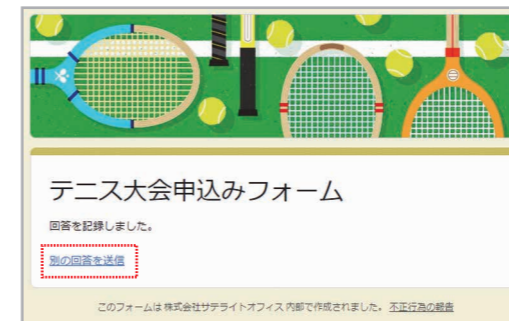 テニス大会申込みフォーム
回答を記録しました。
別の回答を送信
このフォームは 株式会社サテライトオフィス 内部で作成されました。 不正行為の報告